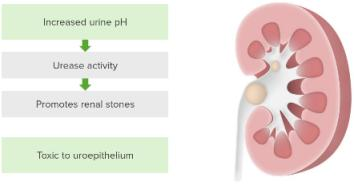 Increased urine pH
Urease activity
Promotes renal stones
Toxic to uroepithelium